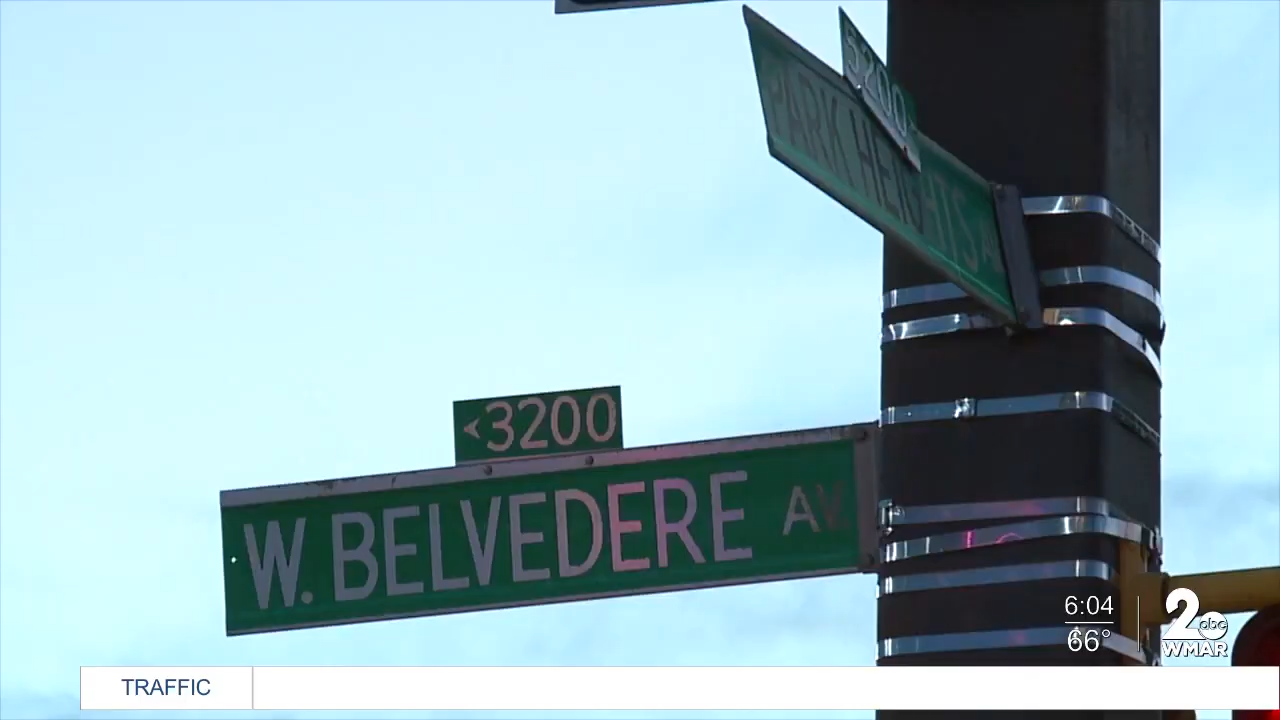 5200
PARK HEIGHTS
<3200
W. BELVEDERE AV.
6:04
66°
2 abc
WMAR
TRAFFIC